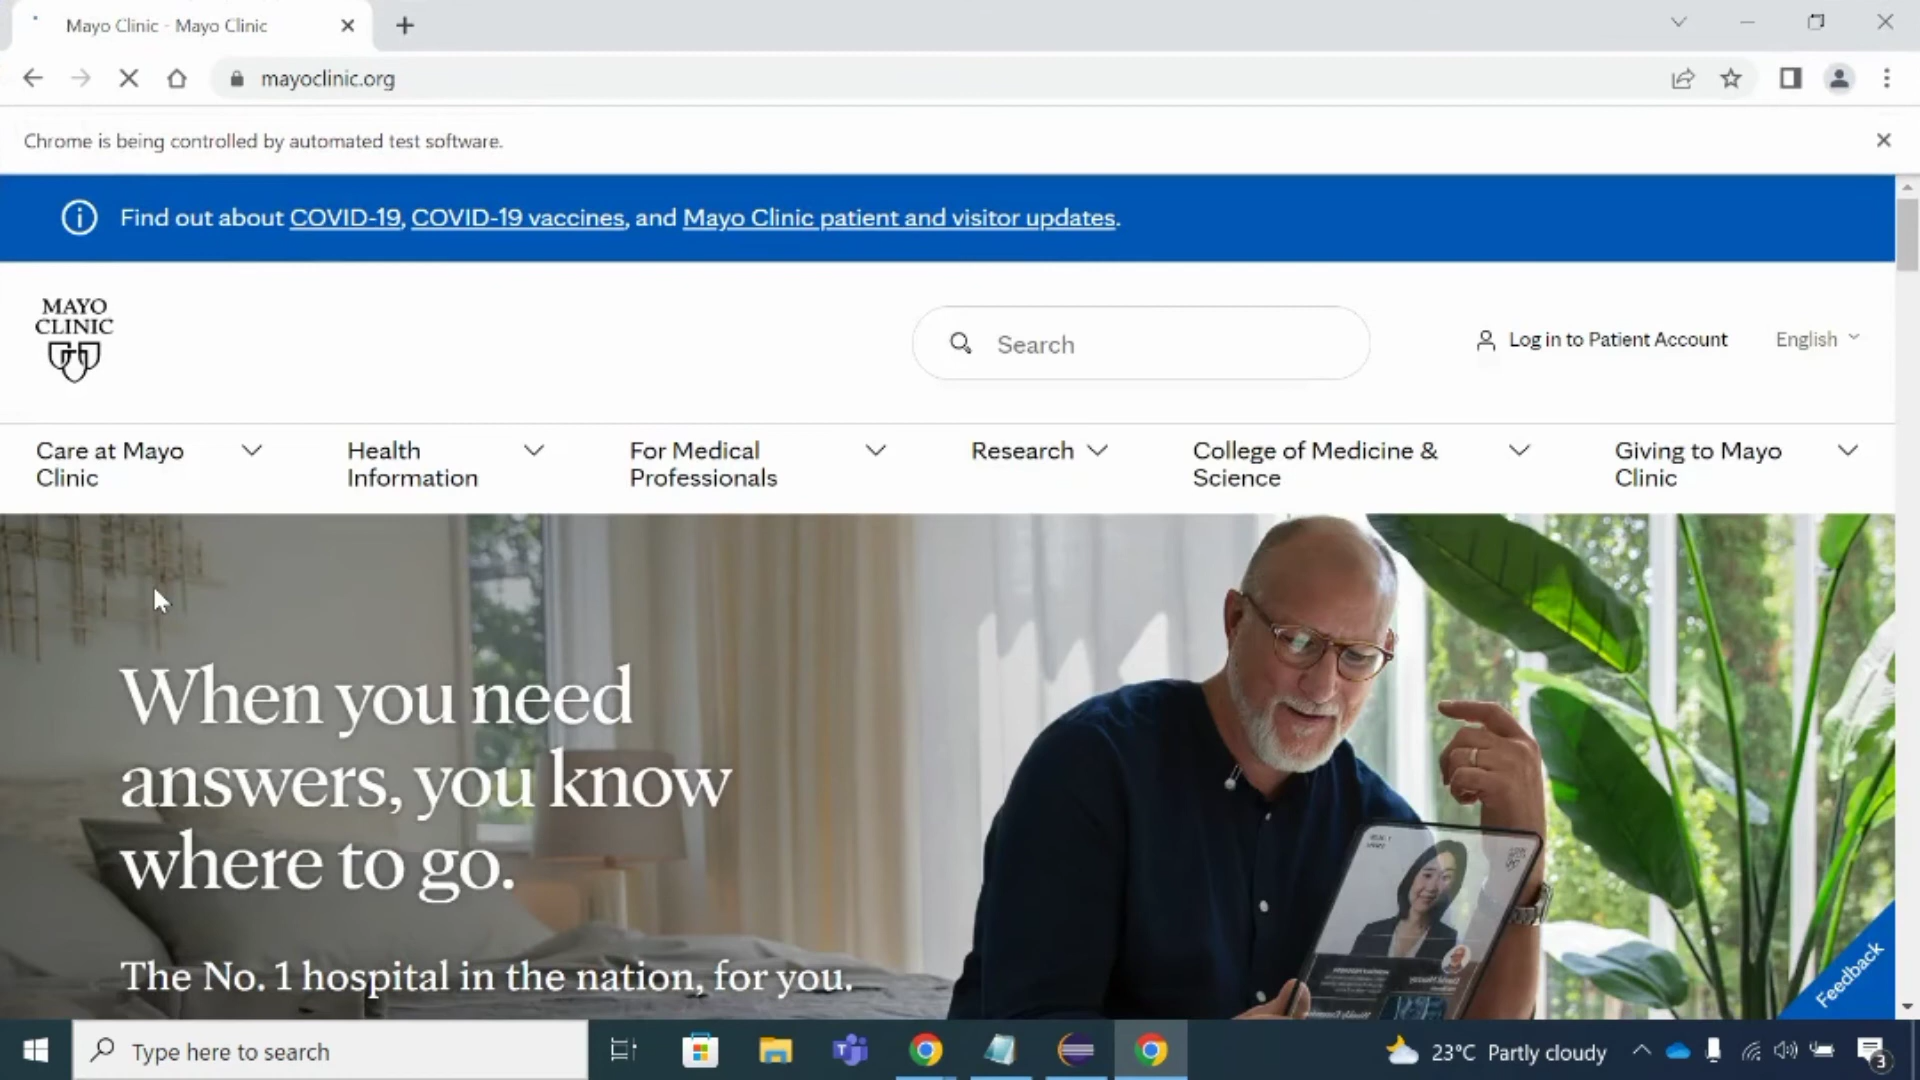 Mayo Clinic - Mayo Clinic
mayoclinic.org
Chrome is being controlled by automated test software.
Find out about COVID-19, COVID-19 vaccines, and Mayo Clinic patient and visitor updates.
MAYO
CLINIC
Search
Log in to Patient Account
English
Care at Mayo
Clinic
Health
Information
For Medical
Professionals
Research
College of Medicine &
Science
Giving to Mayo
Clinic
When you need
answers, you know
where to go.
The No. 1 hospital in the nation, for you.
Feedback
Type here to search
23°C Partly cloudy
3